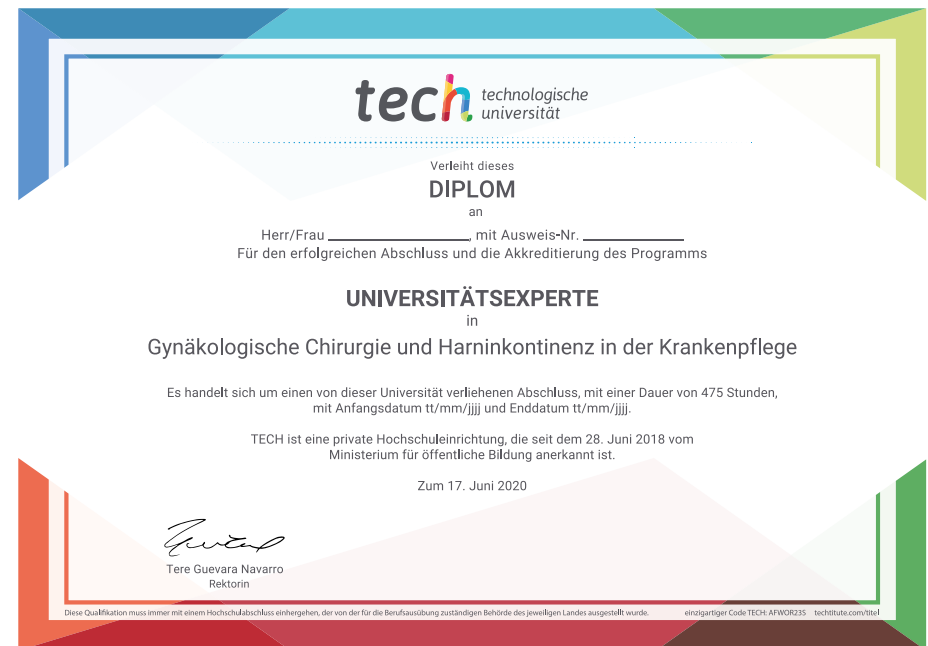 tech technologische
universität
Verleiht dieses
DIPLOM
an
Herr/Frau ____________, mit Ausweis-Nr. ____________
Für den erfolgreichen Abschluss und die Akkreditierung des Programms
UNIVERSITÄTSEXPERTE
in
Gynäkologische Chirurgie und Harninkontinenz in der Krankenpflege
Es handelt sich um einen von dieser Universität verliehenen Abschluss, mit einer Dauer von 475 Stunden,
mit Anfangsdatum tt/mm/jjjj und Enddatum tt/mm/jjjj.
TECH ist eine private Hochschuleinrichtung, die seit dem 28. Juni 2018 vom
Ministerium für öffentliche Bildung anerkannt ist.
Zum 17. Juni 2020
Tere Guevara Navarro
Rektorin
Diese Qualifikation muss immer mit einem Hochschulabschluss einhergehen, der von der für die Berufsausübung zuständigen Behörde des jeweiligen Landes ausgestellt wurde. einzigartiger Code TECH: AFWOR23S techtitute.com/titel